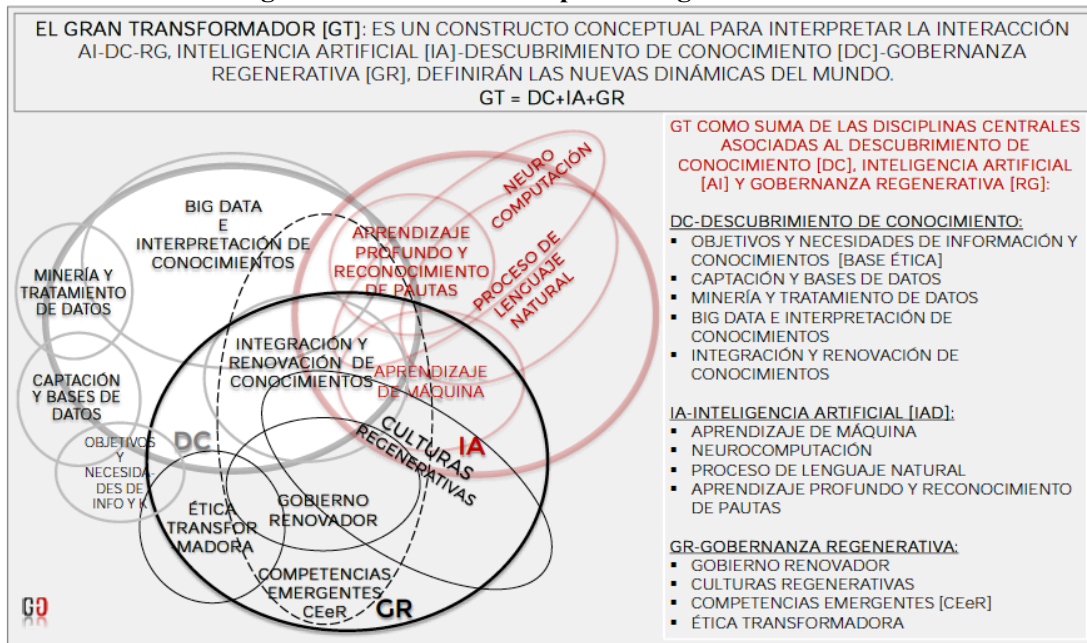 EL GRAN TRANSFORMADOR [GT]: ES UN CONSTRUCTO CONCEPTUAL PARA INTERPRETAR LA INTERACCIÓN
AI-DC-RG, INTELIGENCIA ARTIFICIAL [IA]-DESCUBRIMIENTO DE CONOCIMIENTO [DC]-GOBERNANZA
REGENERATIVA [GR], DEFINIRÁN LAS NUEVAS DINÁMICAS DEL MUNDO.
GT = DC+IA+GR
BIG DATA
E
INTERPRETACIÓN DE
CONOCIMIENTOS
MINERÍA Y
TRATAMIENTO
DE DATOS
CAPTACIÓN
Y BASES DE
DATOS
OBJETIVOS
Y
NECESIDA-
DES DE
INFO Y K
DC
INTEGRACIÓN Y
RENOVACIÓN DE
CONOCIMIENTOS
APRENDIZAJE
PROFUNDO Y
RECONOCIMIENTO
DE PAUTAS
NEURO
COMPUTACIÓN
PROCESO DE
LENGUAJE
NATURAL
APRENDIZAJE
DE MÁQUINA
IA
CULTURAS
REGENERATIVAS
GOBIERNO
RENOVADOR
ÉTICA
TRANSFOR
-MADORA
COMPETENCIAS
EMERGENTES
CEeR
GR
GT COMO SUMA DE LAS DISCIPLINAS CENTRALES
ASOCIADAS AL DESCUBRIMIENTO DE
CONOCIMIENTO [DC], INTELIGENCIA ARTIFICIAL
[AI] Y GOBERNANZA REGENERATIVA [RG]:
DC-DESCUBRIMIENTO DE CONOCIMIENTO:
▪ OBJETIVOS Y NECESIDADES DE INFORMACIÓN Y
CONOCIMIENTOS [BASE ÉTICA]
▪ CAPTACIÓN Y BASES DE DATOS
▪ MINERÍA Y TRATAMIENTO DE DATOS
▪ BIG DATA E INTERPRETACIÓN DE
CONOCIMIENTOS
▪ INTEGRACIÓN Y RENOVACIÓN DE
CONOCIMIENTOS
IA-INTELIGENCIA ARTIFICIAL [IAD]:
▪ APRENDIZAJE DE MÁQUINA
▪ NEUROCOMPUTACIÓN
▪ PROCESO DE LENGUAJE NATURAL
▪ APRENDIZAJE PROFUNDO Y RECONOCIMIENTO
DE PAUTAS
GR-GOBERNANZA REGENERATIVA:
▪ GOBIERNO RENOVADOR
▪ CULTURAS REGENERATIVAS
▪ COMPETENCIAS EMERGENTES [CEeR]
▪ ÉTICA TRANSFORMADORA